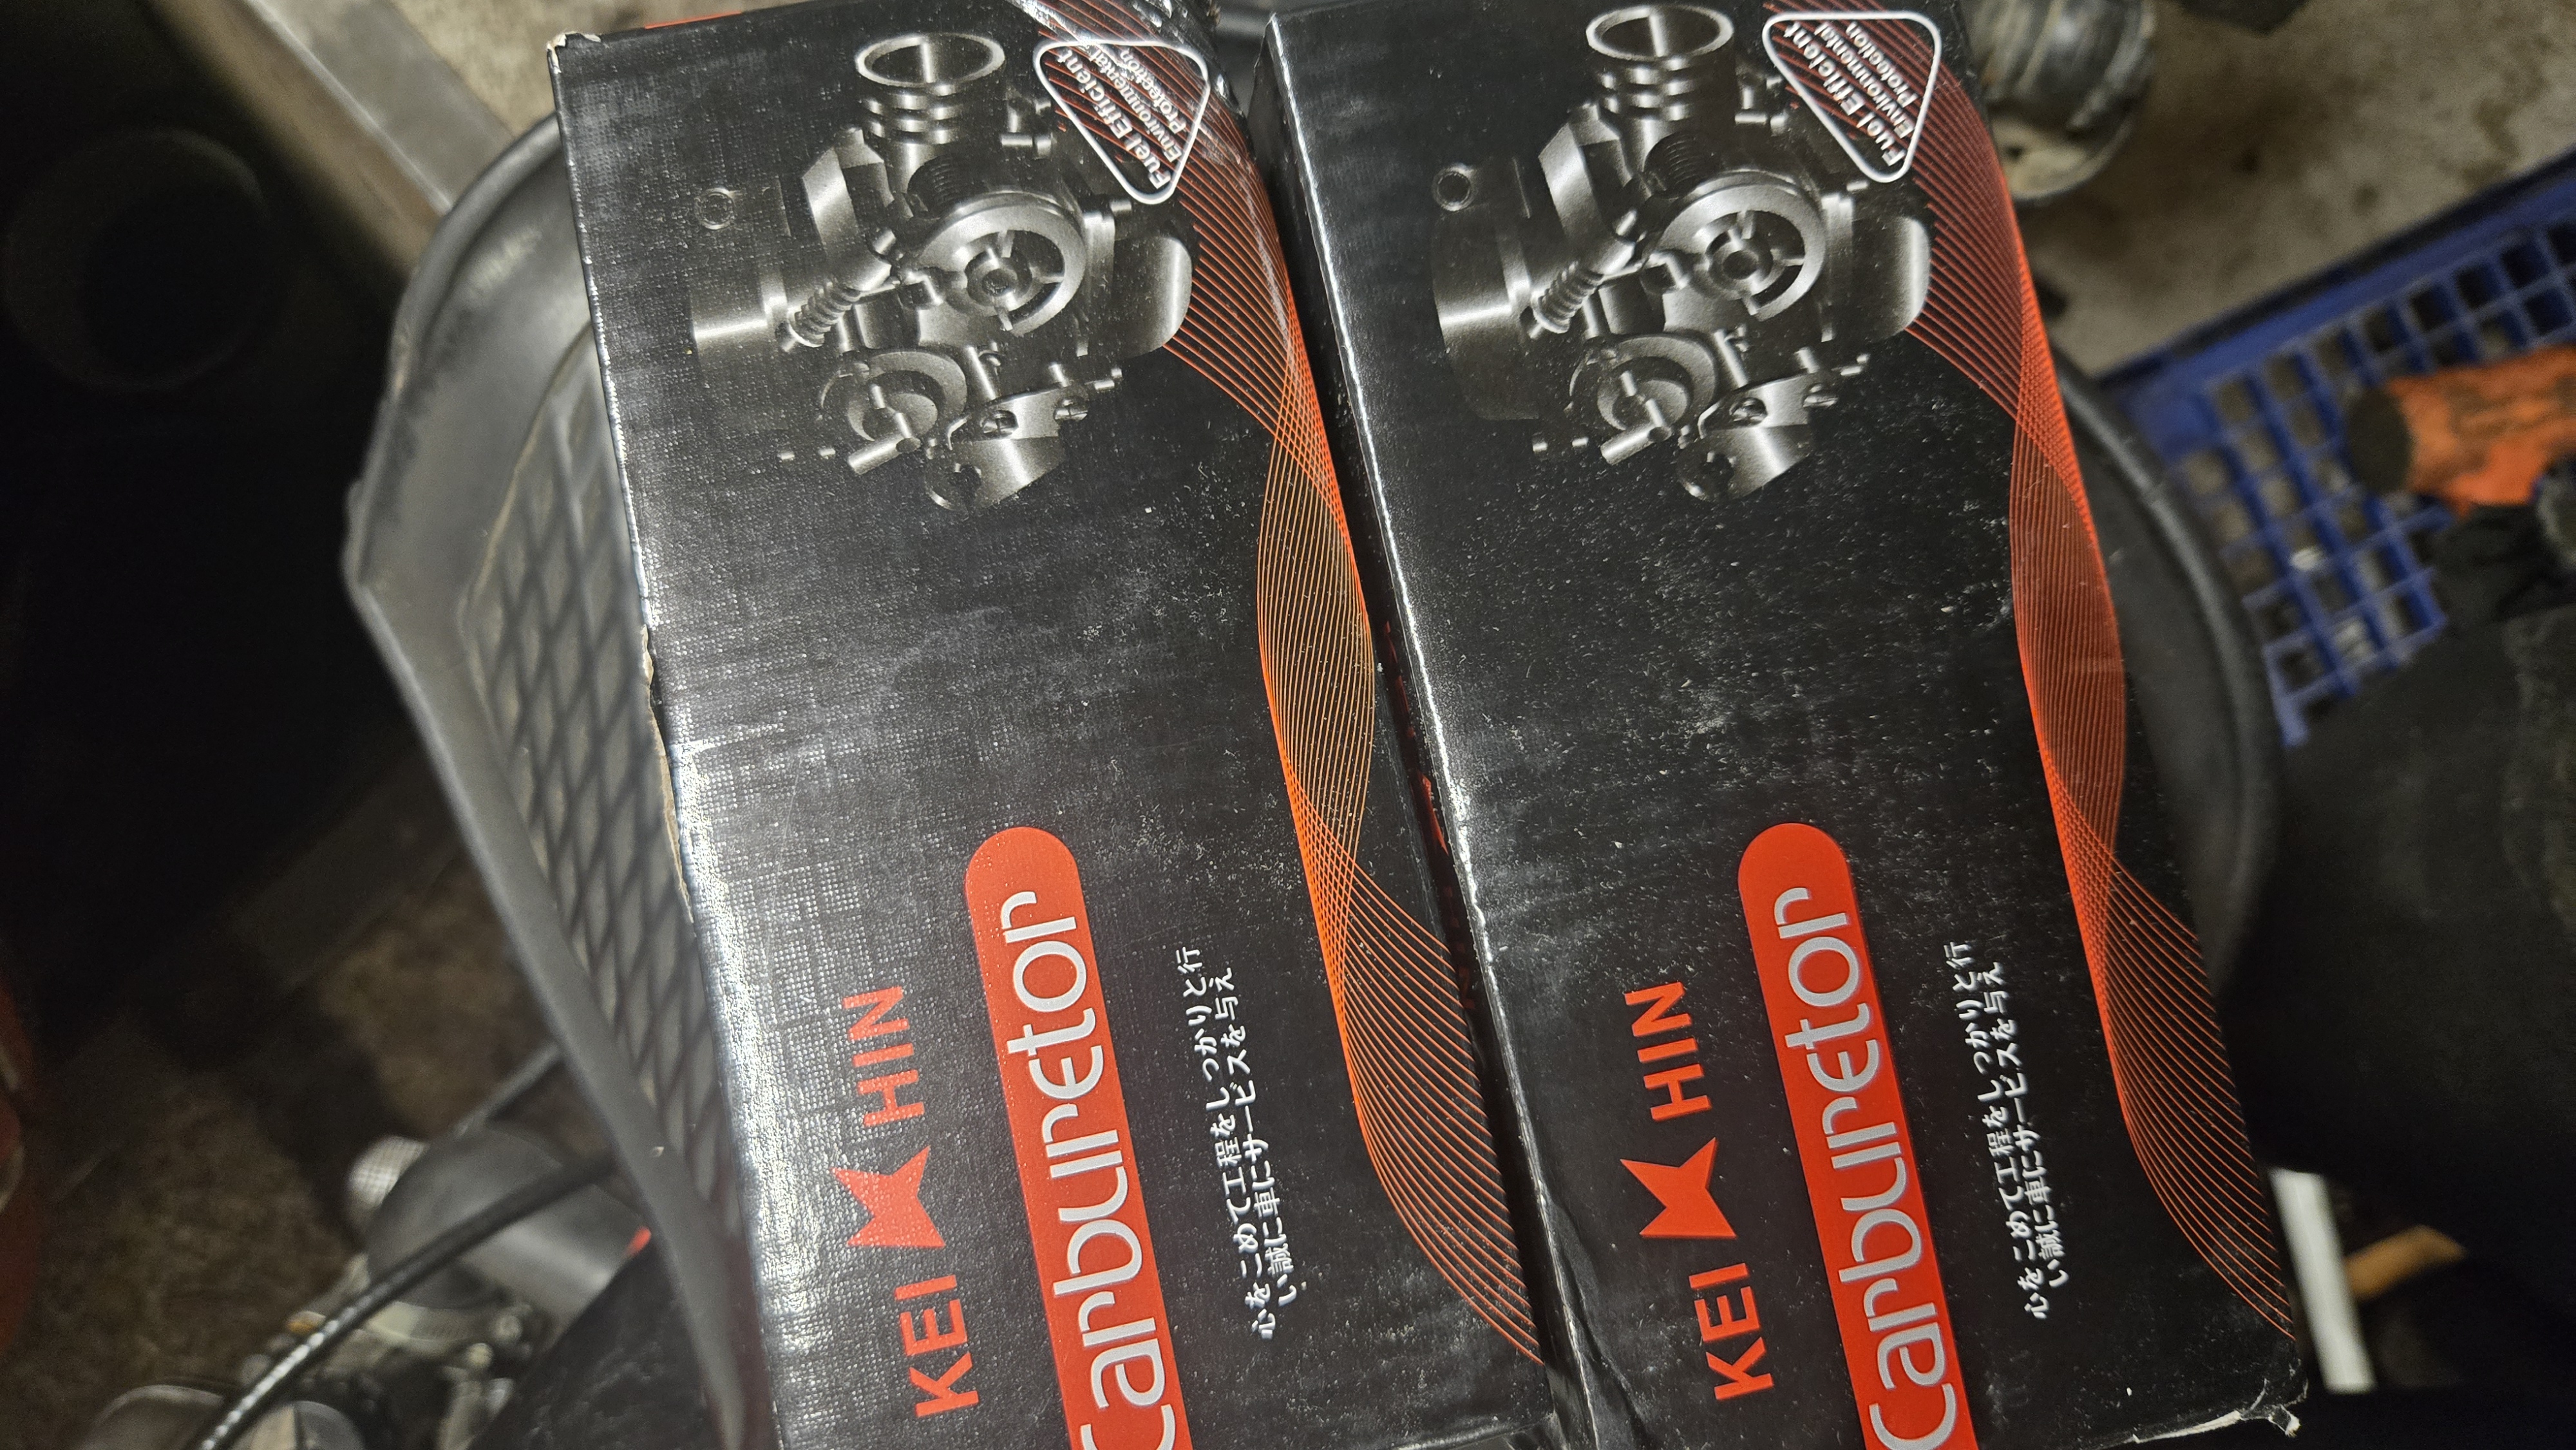 Fuel Efficient
Environmental
Protection
KEI HIN
Carburetor
心をこめて工程をしっかりと行
い誠に車にサービスを与え
Fuel Efficient
Environmental
Protection
KEI HIN
Carburetor
心をこめて工程をしっかりと行
い誠に車にサービスを与え